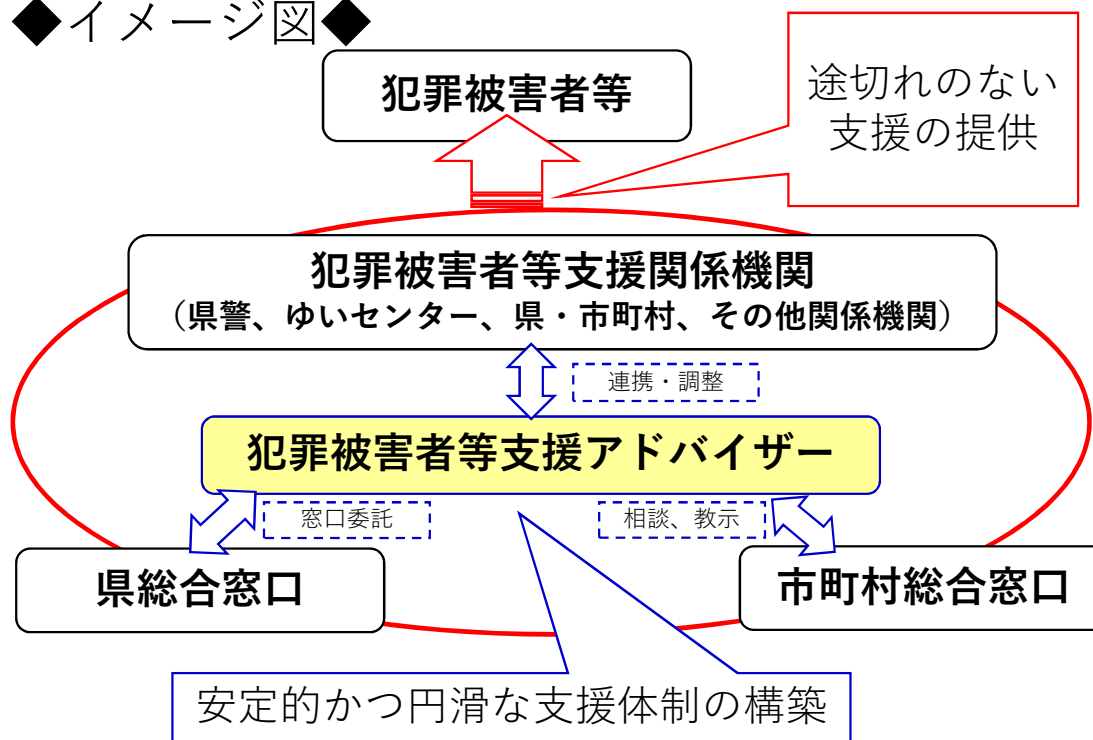 ◆イメージ図◆
犯罪被害者等
途切れのない
支援の提供
犯罪被害者等支援関係機関
（県警、ゆいセンター、県・市町村、その他関係機関）
連携・調整
犯罪被害者等支援アドバイザー
窓口委託
相談、教示
県総合窓口
市町村総合窓口
安定的かつ円滑な支援体制の構築